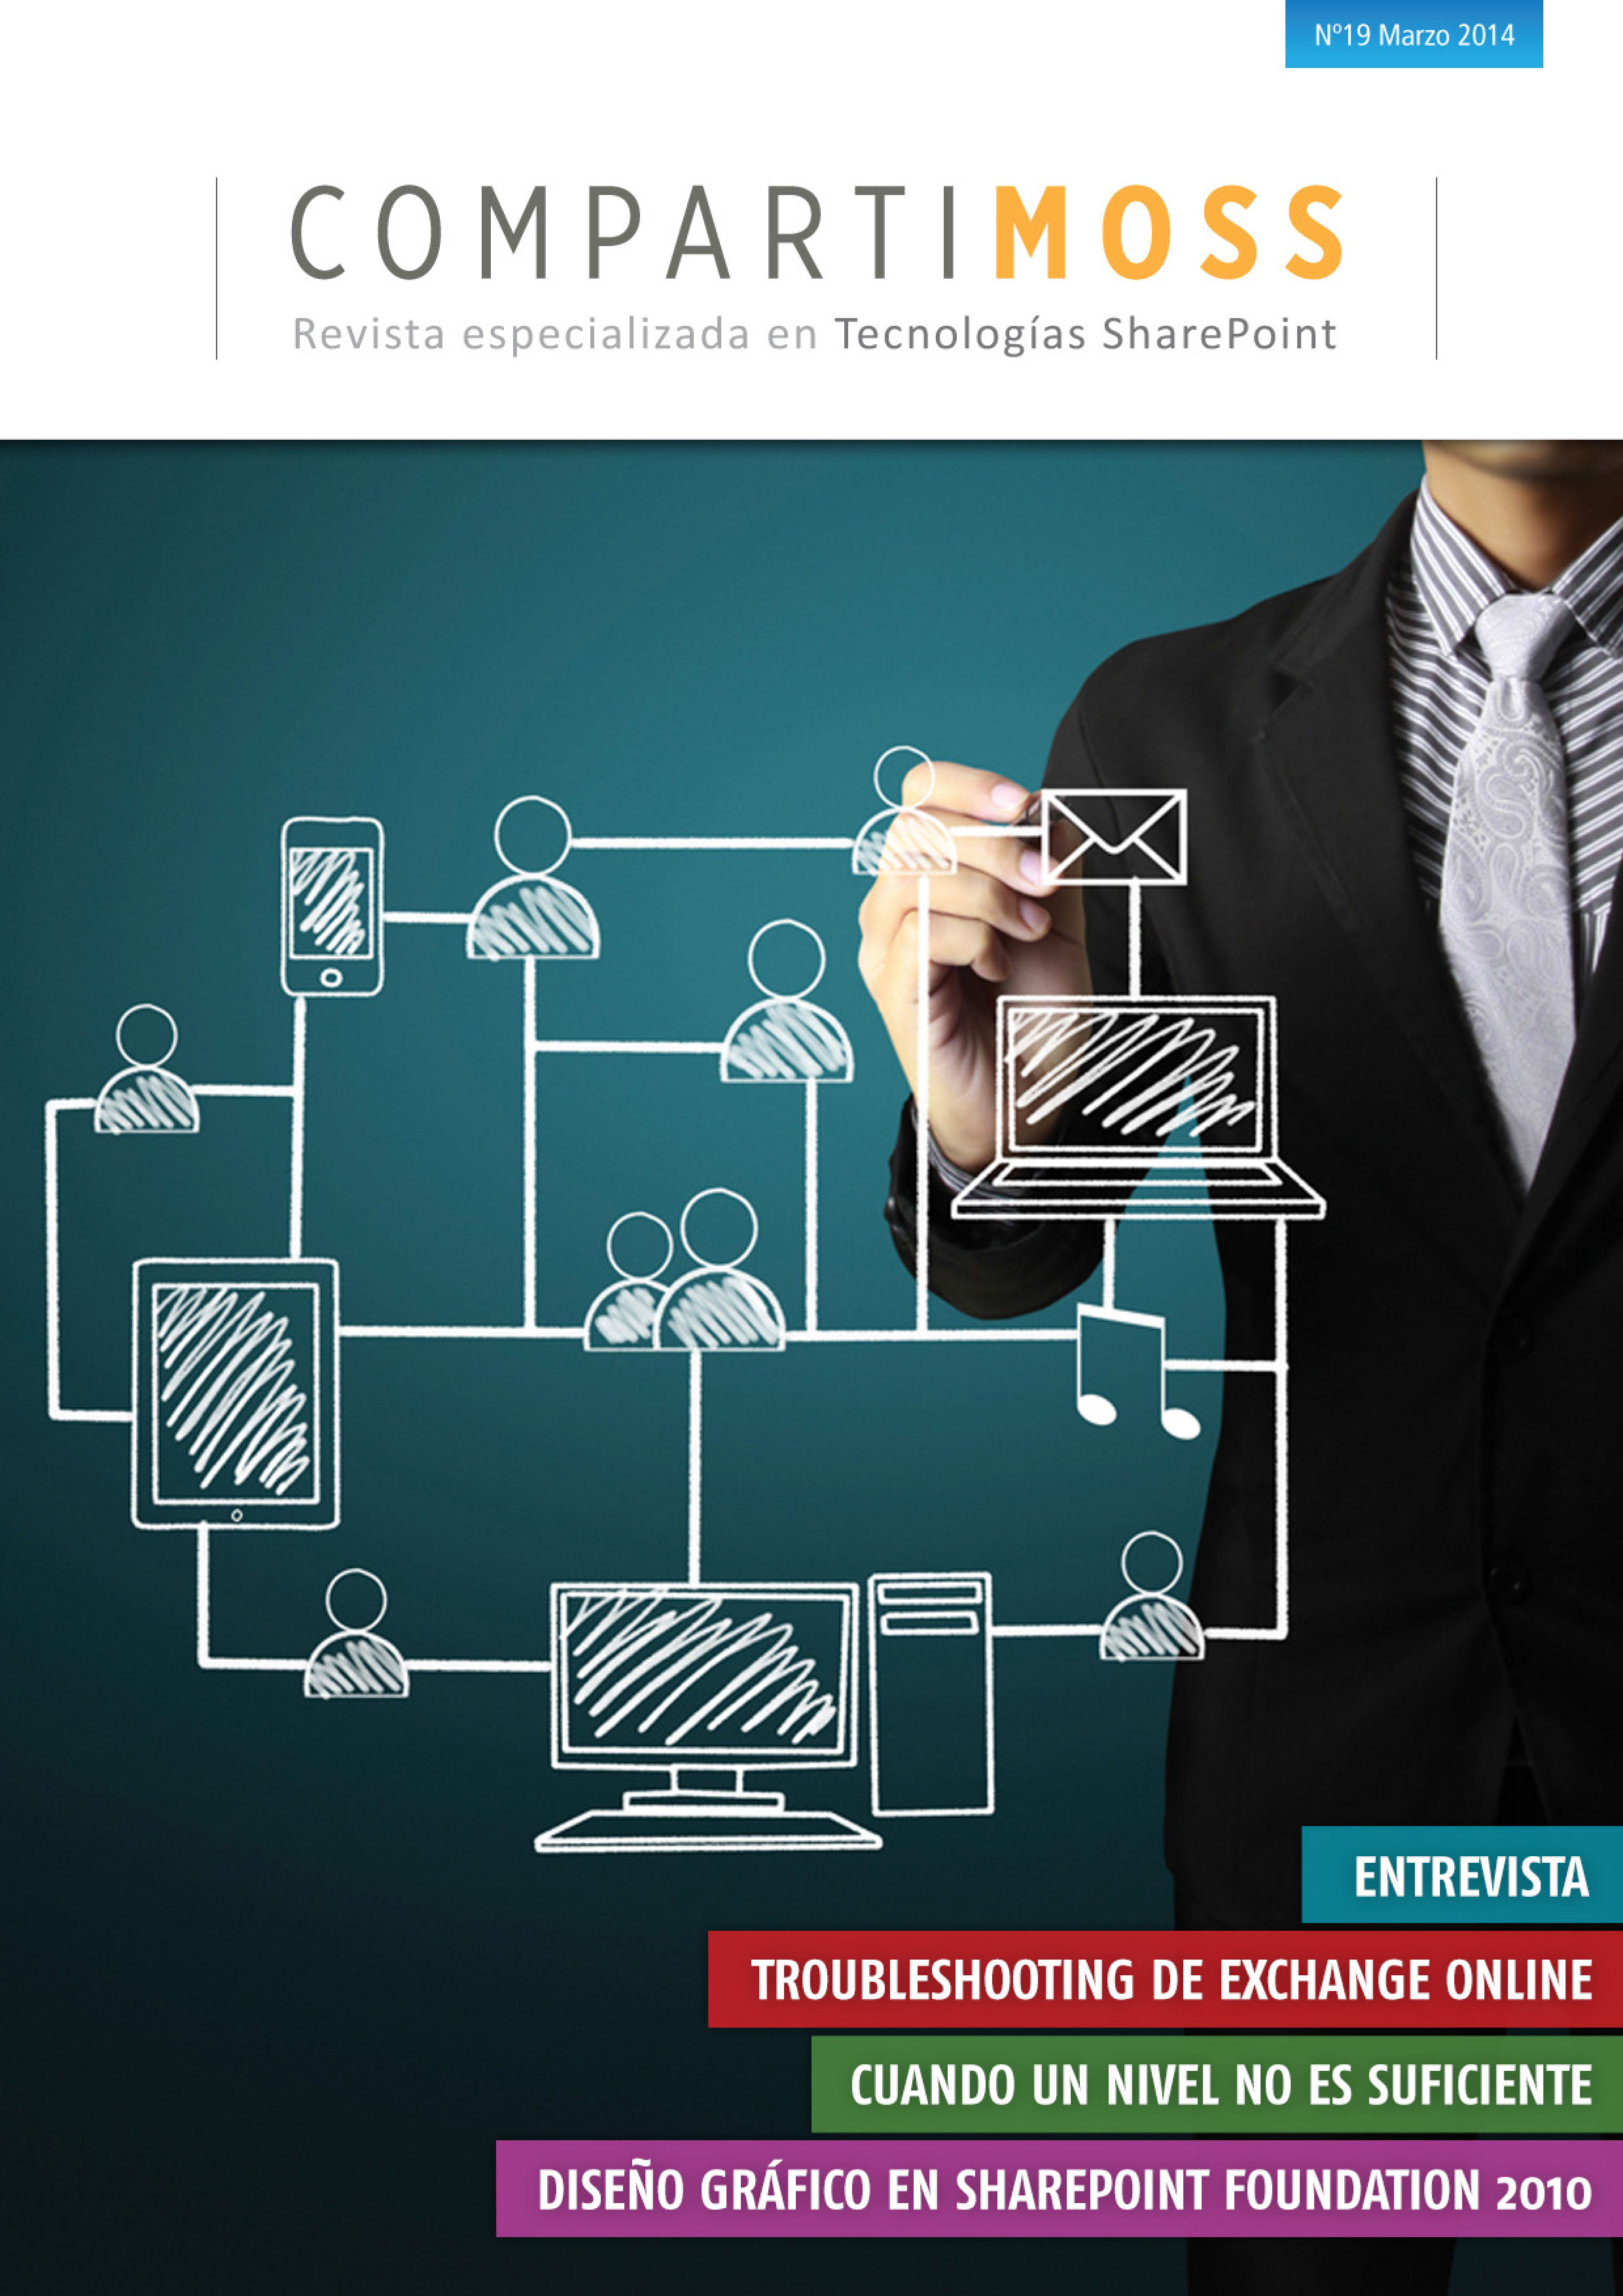 Nº19 Marzo 2014
COMPARTIMOSS
Revista especializada en Tecnologías SharePoint
ENTREVISTA
TROUBLESHOOTING DE EXCHANGE ONLINE
CUANDO UN NIVEL NO ES SUFICIENTE
DISEÑO GRÁFICO EN SHAREPOINT FOUNDATION 2010